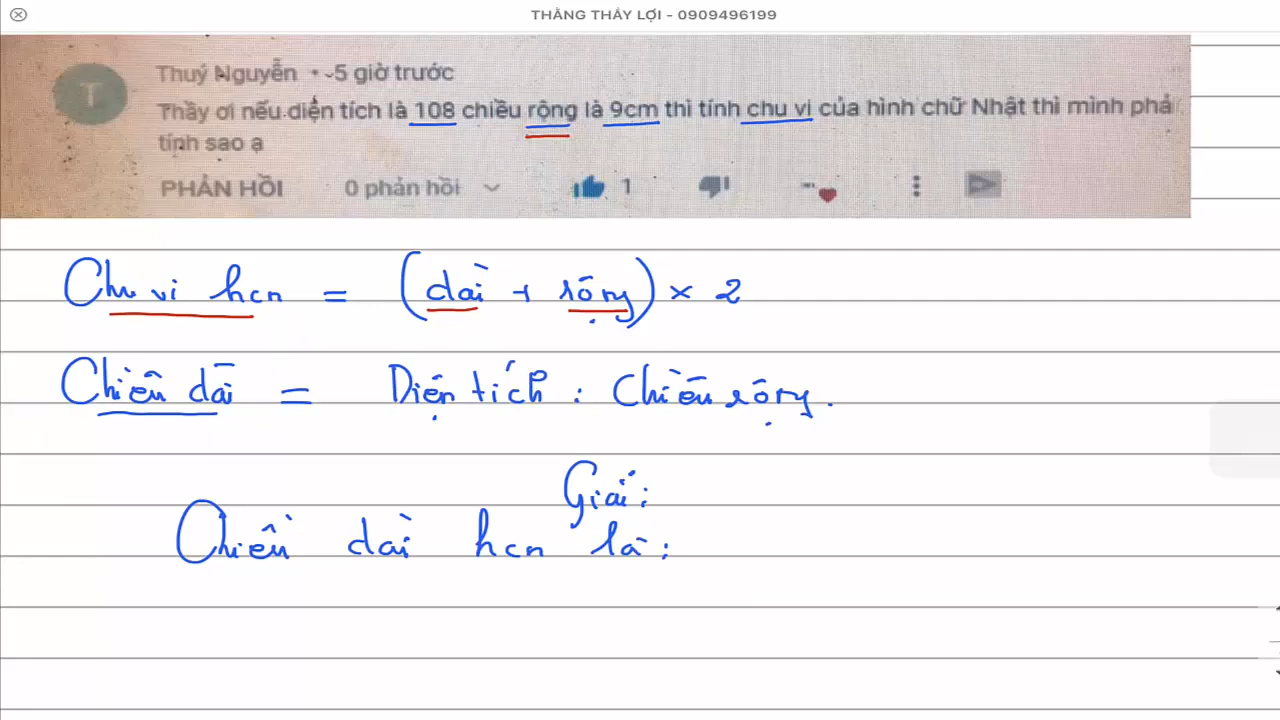 THẦNG THẦY LỢI - 0909496199
Thuý Nguyễn • ~5 giờ trước
Thầy ơi nếu diện tích là 108 chiều rộng là 9cm thì tính chu vi của hình chữ Nhật thì mình phả
tính sao ạ
PHẢN HỒI 0 phản hồi 1
Chu vi hcn = (dài + rộng) × 2
Chiều dài = Diện tích : Chiều rộng.
Giải:
Chiều dài hcn là: